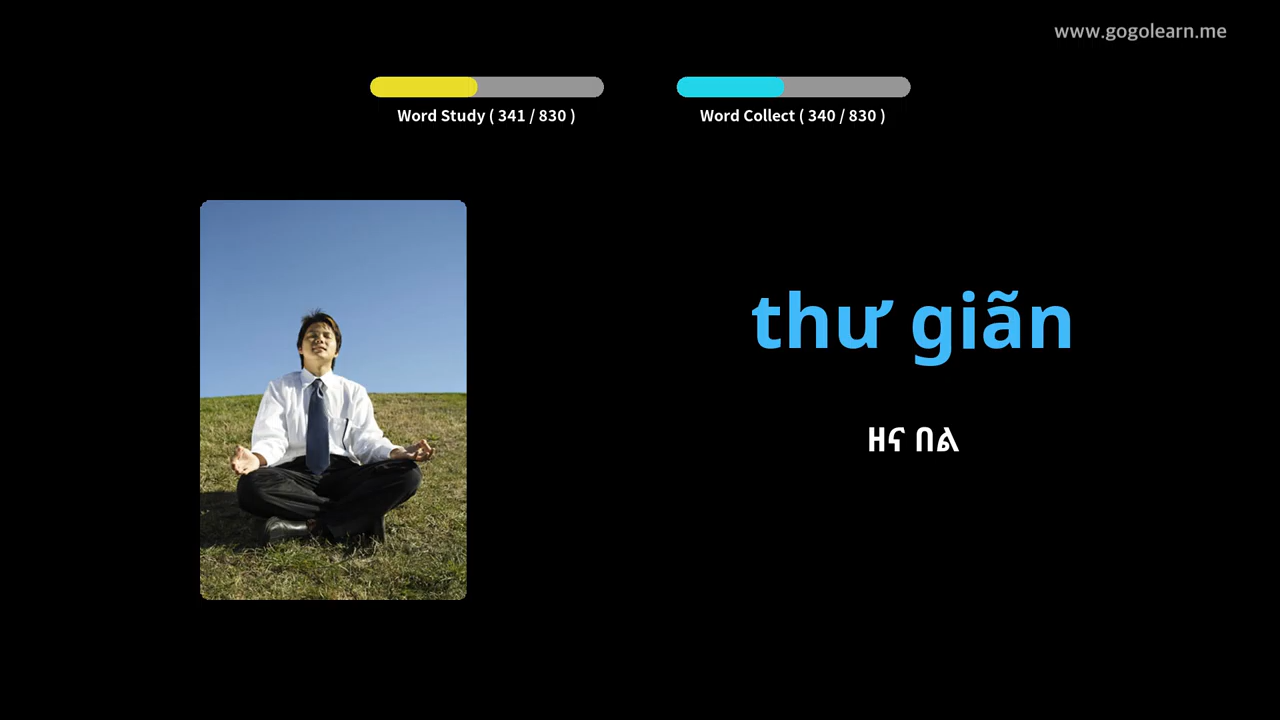 www.gogolearn.me
Word Study ( 341 / 830 )
Word Collect ( 340 / 830 )
thư giãn
ዘና በል